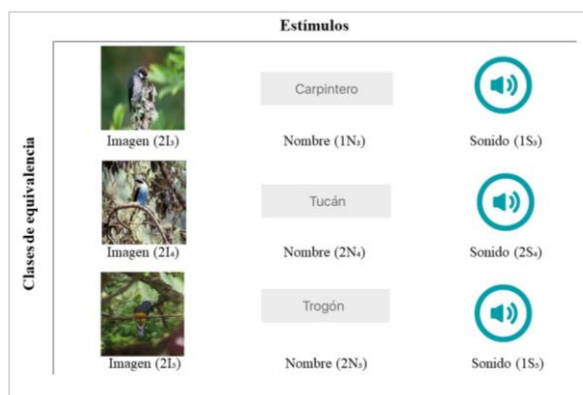 Estímulos
Clases de equivalencia
Carpintero
Imagen (2I₃) Nombre (1N₃) Sonido (1S₃)
Tucán
Imagen (2I₄) Nombre (2N₄) Sonido (2S₄)
Trogón
Imagen (2I₅) Nombre (2N₅) Sonido (1S₅)